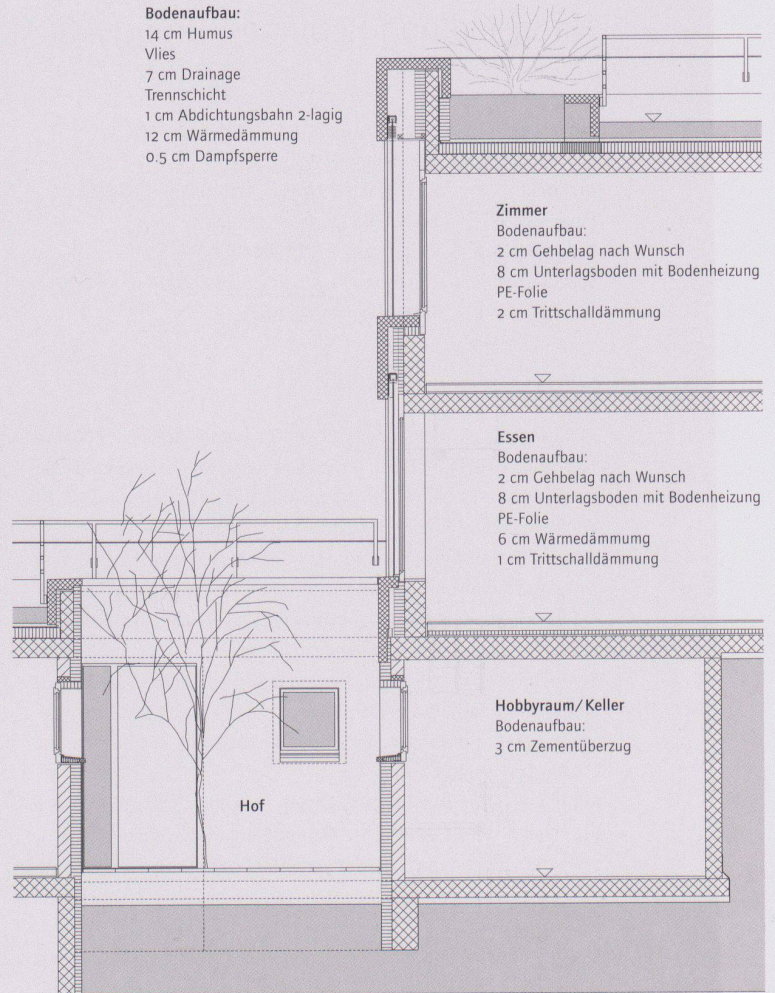 Bodenaufbau:
14 cm Humus
Vlies
7 cm Drainage
Trennschicht
1 cm Abdichtungsbahn 2-lagig
12 cm Wärmedämmung
0.5 cm Dampfsperre
Zimmer
Bodenaufbau:
2 cm Gehbelag nach Wunsch
8 cm Unterlagsboden mit Bodenheizung
PE-Folie
2 cm Trittschalldämmung
Essen
Bodenaufbau:
2 cm Gehbelag nach Wunsch
8 cm Unterlagsboden mit Bodenheizung
PE-Folie
6 cm Wärmedämmumg
1 cm Trittschalldämmung
Hobbyraum/Keller
Bodenaufbau:
3 cm Zementüberzug
Hof